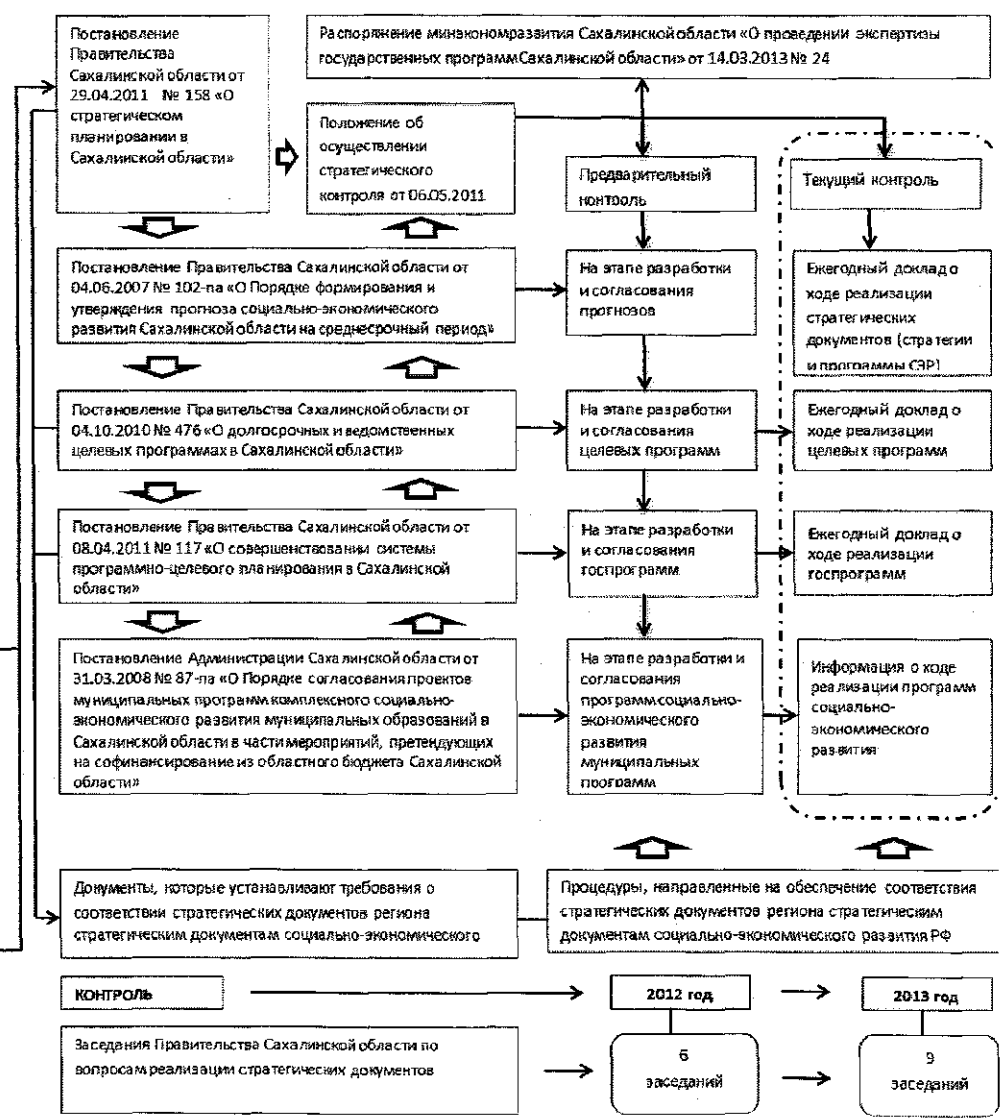 Постановление
Правительства
Сахалинской области от
29.04.2011 № 158 «О
стратегическом
планировании в
Сахалинской области»
Распоряжение минэкономразвития Сахалинской области «О проведении экспертизы
государственных программ Сахалинской области» от 14.03.2013 № 24
Положение об
осуществлении
стратегического
контроля от 06.05.2011
Предварительный
контроль
Текущий контроль
Постановление Правительства Сахалинской области от
04.06.2007 № 102-па «О Порядке формирования и
утверждения прогноза социально-экономического
развития Сахалинской области на среднесрочный период»
На этапе разработки
и согласования
прогнозов
Ежегодный доклад о
ходе реализации
стратегических
документов (стратегии
и программы СЭР)
Постановление Правительства Сахалинской области от
04.10.2010 № 476 «О долгосрочных и ведомственных
целевых программах в Сахалинской области»
На этапе разработки
и согласования
целевых программ
Ежегодный доклад о
ходе реализации
целевых программ
Постановление Правительства Сахалинской области от
08.04.2011 № 117 «О совершенствовании системы
программно-целевого планирования в Сахалинской
области»
На этапе разработки
и согласования
госпрограмм
Ежегодный доклад о
ходе реализации
госпрограмм
Постановление Администрации Сахалинской области от
31.03.2008 № 87-па «О Порядке согласования проектов
муниципальных программ комплексного социально-
экономического развития муниципальных образований в
Сахалинской области в части мероприятий, претендующих
на софинансирование из областного бюджета Сахалинской
области»
На этапе разработки и
согласования
программ социально-
экономического
развития
муниципальных
программ
Информация о ходе
реализации программ
социально-
экономического
развития
Документы, которые устанавливают требования о
соответствии стратегических документов региона
стратегическим документам социально-экономического
Процедуры, направленные на обеспечение соответствия
стратегических документов региона стратегическим
документам социально-экономического развития РФ
КОНТРОЛЬ
2012 год
2013 год
Заседания Правительства Сахалинской области по
вопросам реализации стратегических документов
6
заседаний
9
заседаний